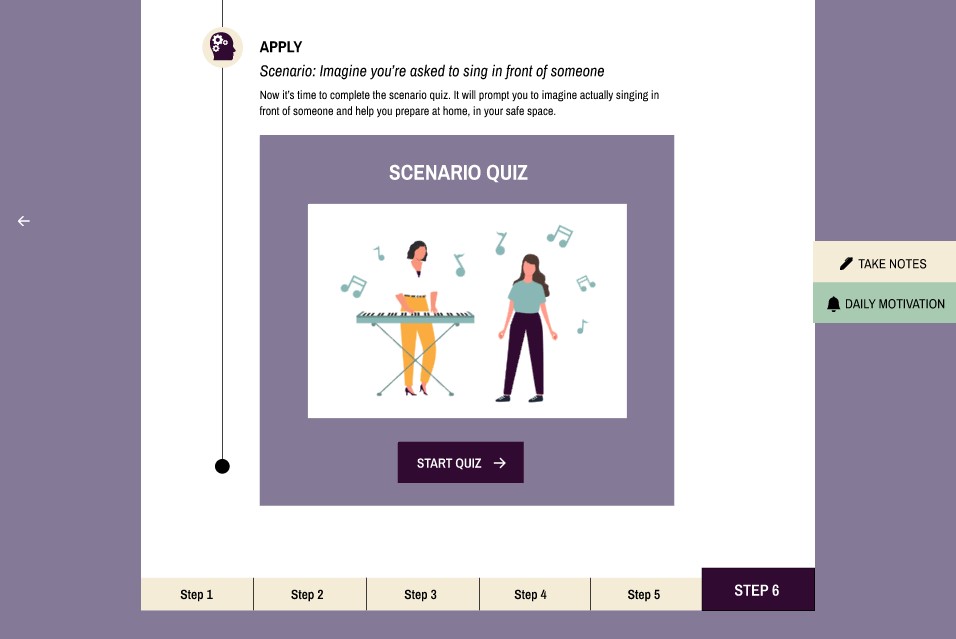 APPLY
Scenario: Imagine you're asked to sing in front of someone
Now it's time to complete the scenario quiz. It will prompt you to imagine actually singing in
front of someone and help you prepare at home, in your safe space.
SCENARIO QUIZ
START QUIZ
TAKE NOTES
DAILY MOTIVATION
Step 1
Step 2
Step 3
Step 4
Step 5
STEP 6